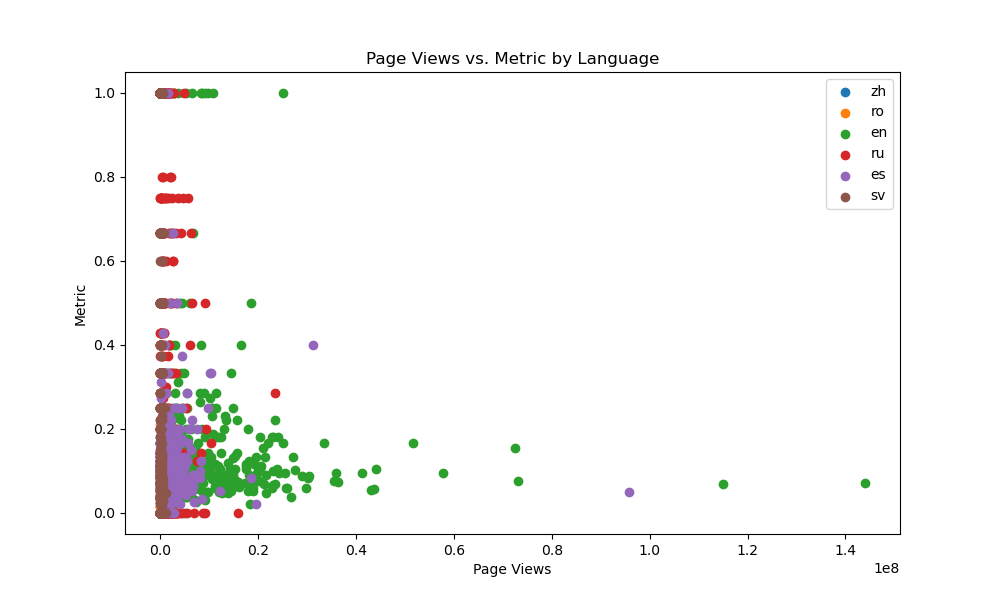 Page Views vs. Metric by Language
1.0
0.8
0.6
0.4
0.2
0.0
Metric
zh
ro
en
ru
es
sv
0.0 0.2 0.4 0.6 0.8 1.0 1.2 1.4
1e8
Page Views